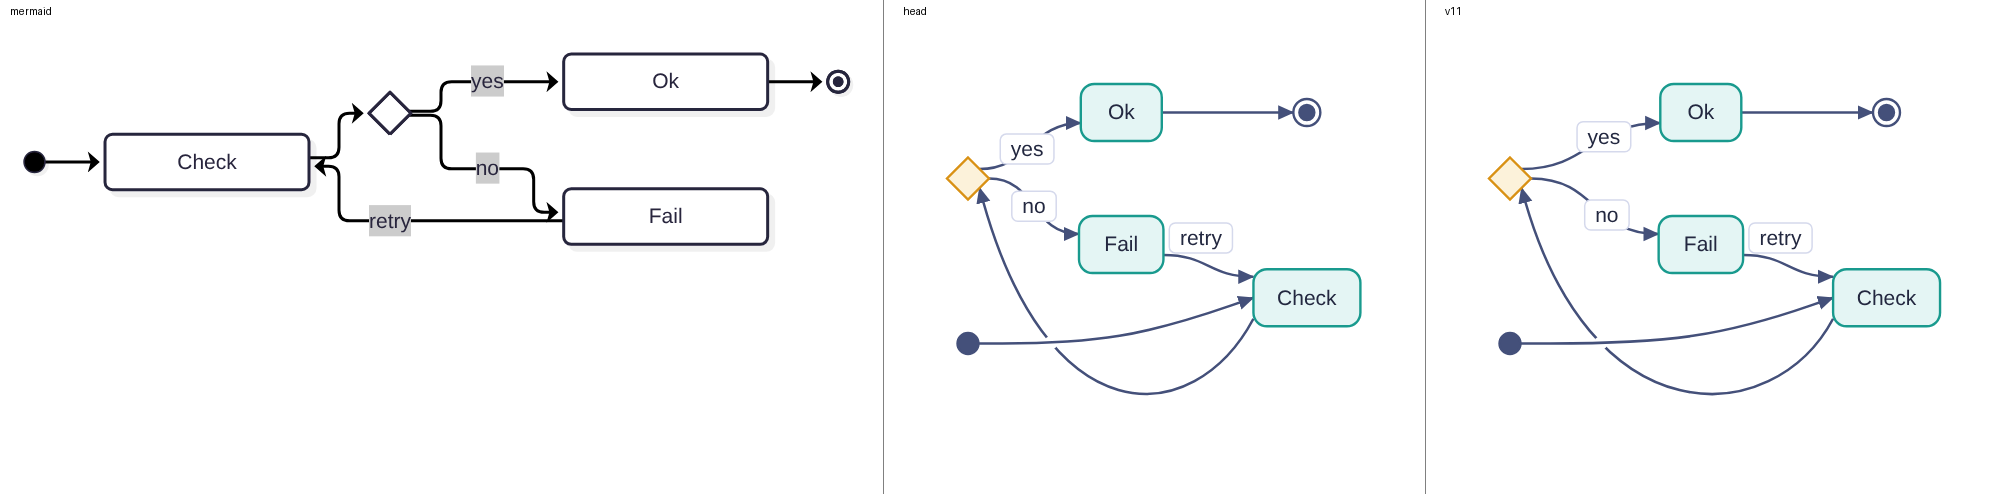 mermaid
yes
Ok
Check
no
Fail
retry
head
Ok
yes
no
Fail
retry
Check
v11
Ok
yes
no
Fail
retry
Check